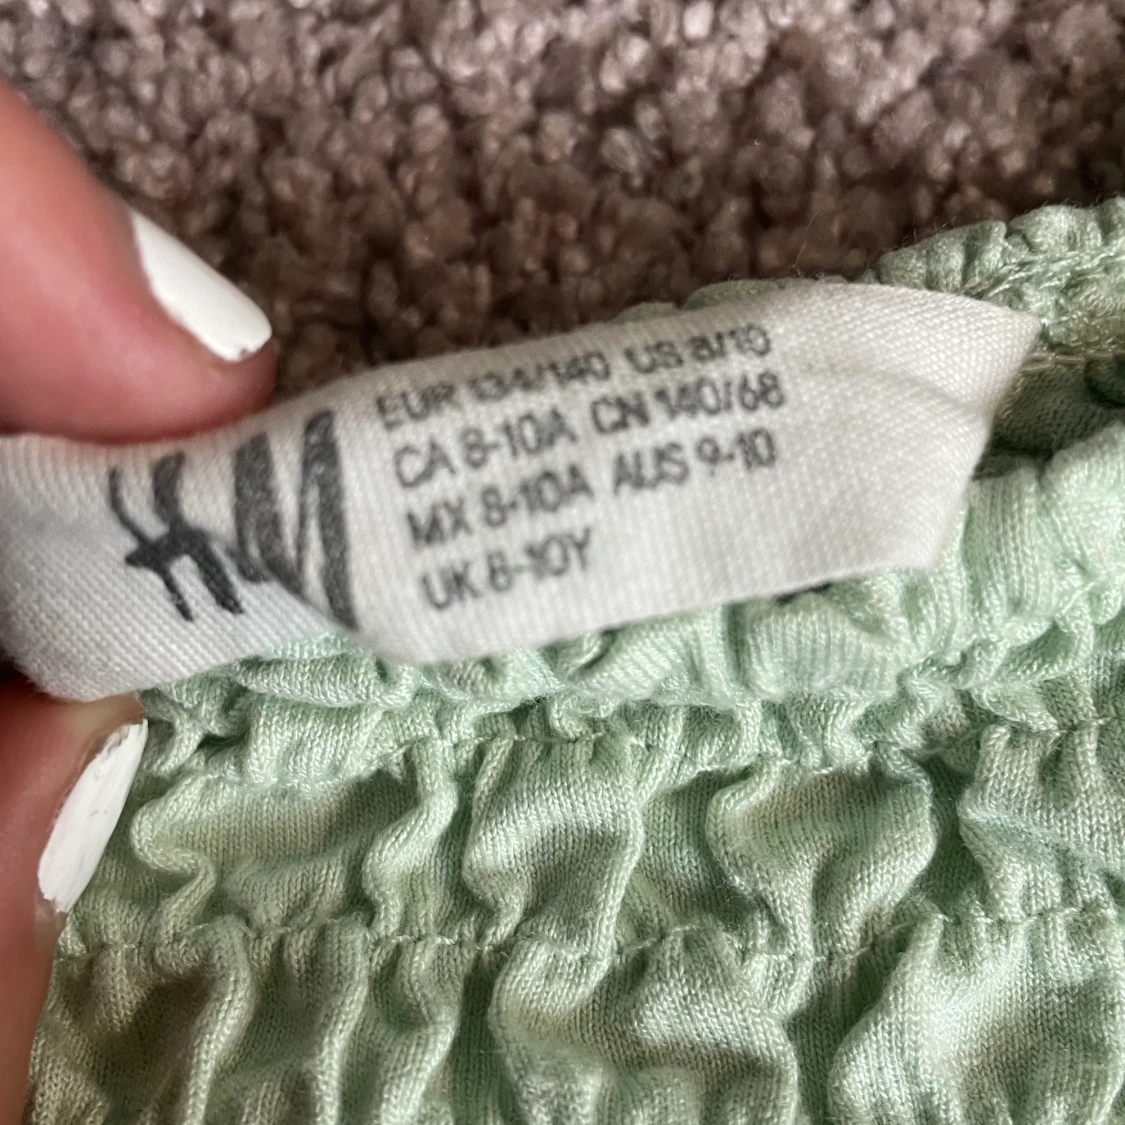 HM
EUR 134/140 US 8/10
CA 8-10A CN 140/68
MX 8-10A AUS 9-10
UK 8-10Y